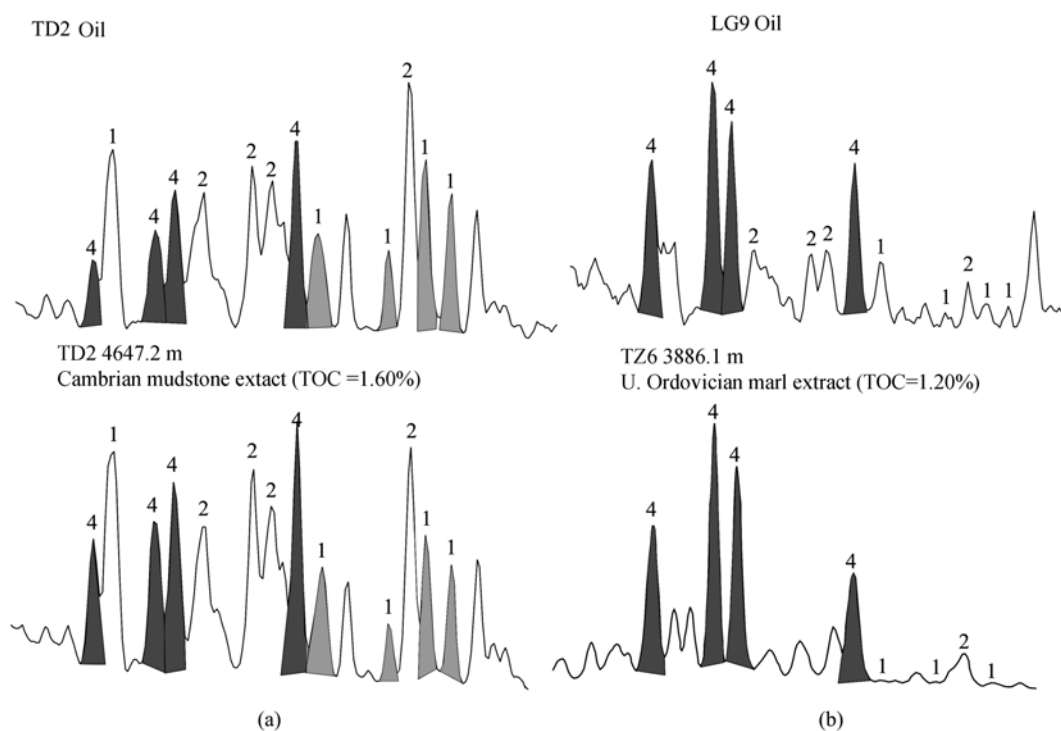 TD2 Oil
4 1 4 4 2 2 2 4 1 1 2 1 1
TD2 4647.2 m
Cambrian mudstone extact (TOC =1.60%)
4 1 4 4 2 2 2 4 1 1 2 1 1
(a)
LG9 Oil
4 4 4 2 2 2 4 1 1 2 1 1
TZ6 3886.1 m
U. Ordovician marl extract (TOC=1.20%)
4 4 4 4 1 1 2 1
(b)